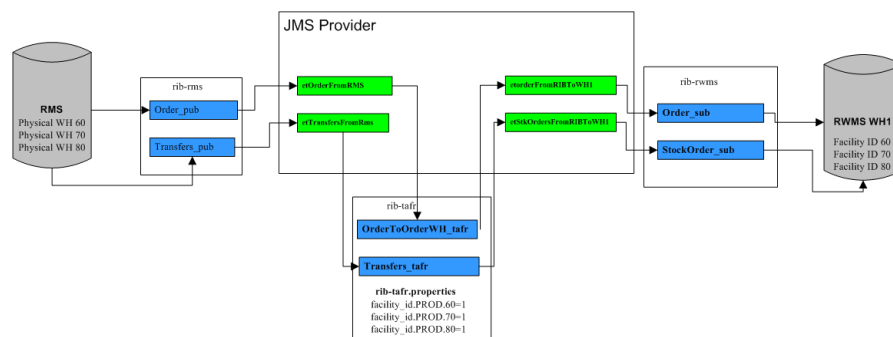 JMS Provider
RMS
Physical WH 60
Physical WH 70
Physical WH 80
rib-rms
Order_pub
Transfers_pub
etOrderFromRMS
etTransfersFromRms
etorderFromRIBToWH1
etStkOrdersFromRIBToWH1
rib-rwms
Order_sub
StockOrder_sub
RWMS WH1
Facility ID 60
Facility ID 70
Facility ID 80
rib-tafr
OrderToOrderWH_tafr
Transfers_tafr
rib-tafr.properties
facility_id.PROD.60=1
facility_id.PROD.70=1
facility_id.PROD.80=1